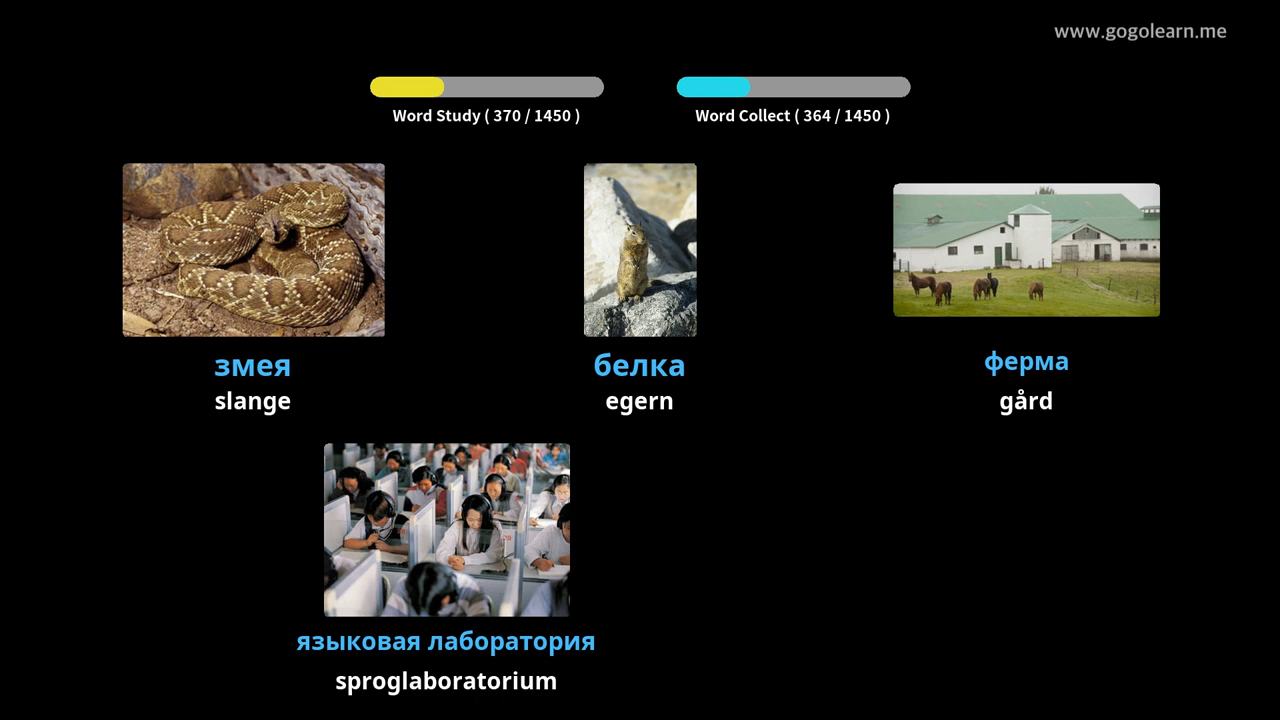 www.gogolearn.me
Word Study ( 370 / 1450 )
Word Collect ( 364 / 1450 )
змея
slange
белка
egern
ферма
gård
языковая лаборатория
sproglaboratorium